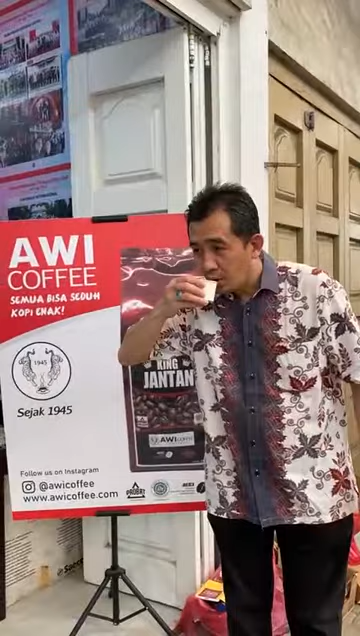 AWI
COFFEE
SEMUA BISA SEDUH
KOPI ENAK!
1945
Sejak 1945
KING
JANTAN
AWI
Follow us on Instagram
@awicoffee
www.awicoffee.com